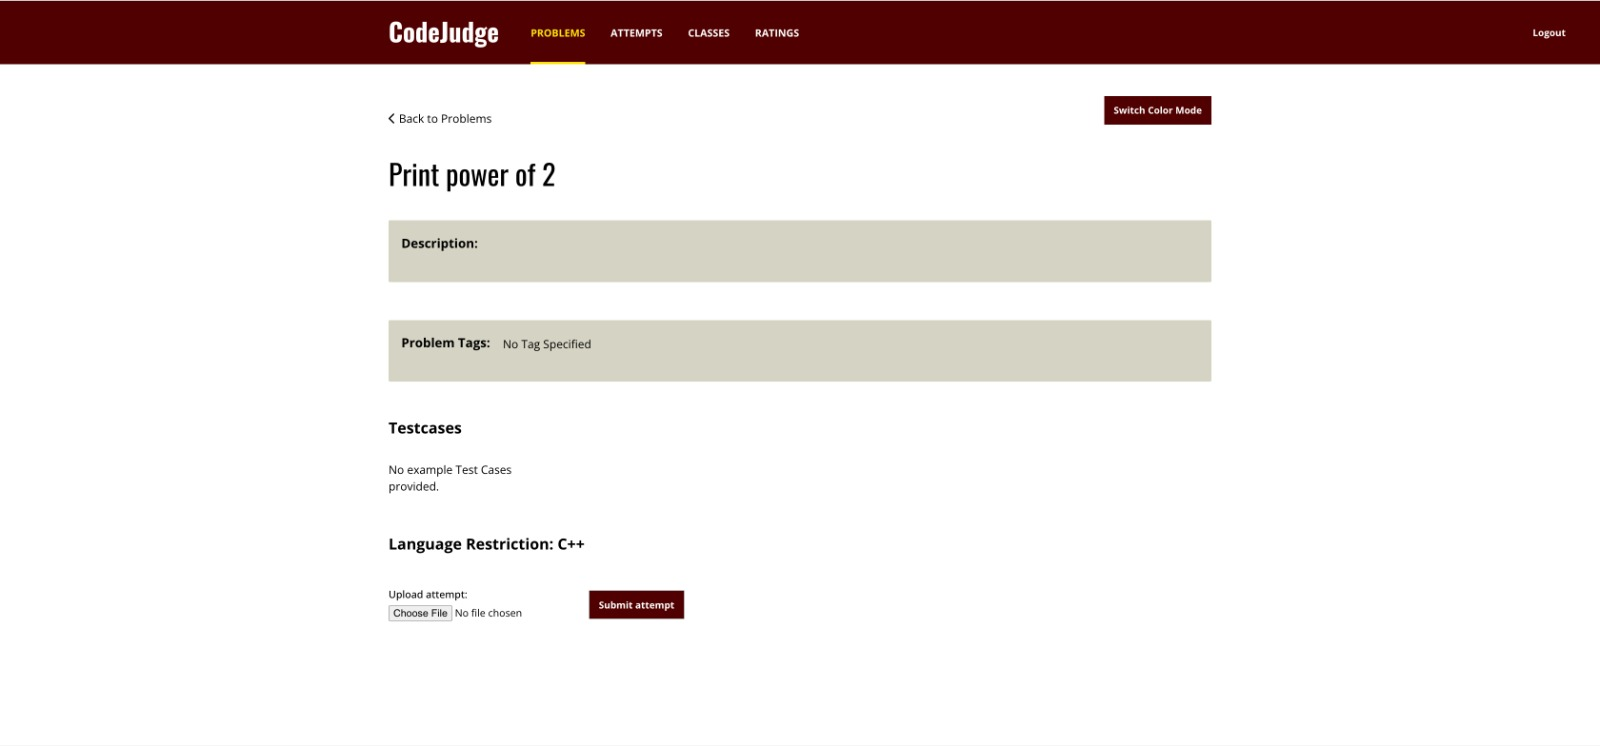 CodeJudge PROBLEMS ATTEMPTS CLASSES RATINGS Logout
Back to Problems
Switch Color Mode
Print power of 2
Description:
Problem Tags: No Tag Specified
Testcases
No example Test Cases
provided.
Language Restriction: C++
Upload attempt:
Choose File No file chosen
Submit attempt